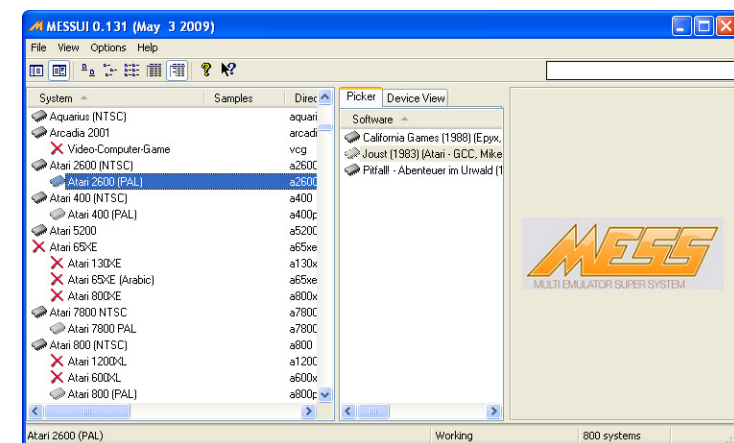 MESSUI 0.131 (May 3 2009)
File View Options Help
System Samples Direc
Aquarius (NTSC) aquari
Arcadia 2001 arcadi
Video-Computer-Game vcg
Atari 2600 (NTSC) a2600
Atari 2600 (PAL) a2600
Atari 400 (NTSC) a400
Atari 400 (PAL) a400p
Atari 5200 a5200
Atari 65XE a65xe
Atari 130XE a130x
Atari 65XE (Arabic) a65xe
Atari 800XE a800x
Atari 7800 NTSC a7800
Atari 7800 PAL a7800
Atari 800 (NTSC) a800
Atari 1200XL a1200
Atari 600XL a600x
Atari 800 (PAL) a800p
Picker Device View
Software
California Games (1988) (Epyx,
Joust (1983) (Atari - GCC, Mike
Pitfall! - Abenteuer im Urwald (1
MESS
MULTI EMULATOR SUPER SYSTEM
Atari 2600 (PAL) Working 800 systems